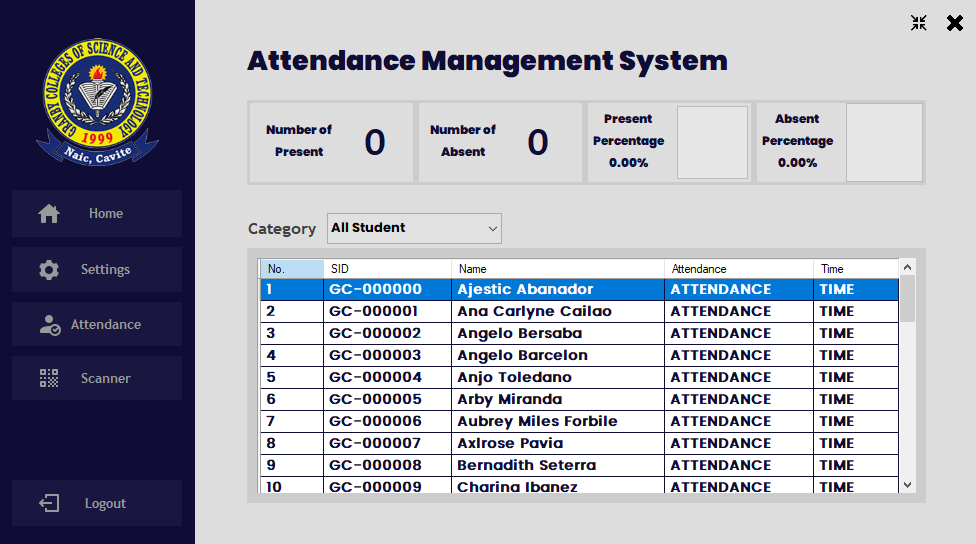 GRANBY COLLEGES OF SCIENCE AND TECHNOLOGY
1999
Naic, Cavite
Home
Settings
Attendance
Scanner
Logout
Attendance Management System
Number of
Present
0
Number of
Absent
0
Present
Percentage
0.00%
Absent
Percentage
0.00%
Category All Student
No. SID Name Attendance Time
1 GC-000000 Ajestic Abanador ATTENDANCE TIME
2 GC-000001 Ana Carlyne Cailao ATTENDANCE TIME
3 GC-000002 Angelo Bersaba ATTENDANCE TIME
4 GC-000003 Angelo Barcelon ATTENDANCE TIME
5 GC-000004 Anjo Toledano ATTENDANCE TIME
6 GC-000005 Arby Miranda ATTENDANCE TIME
7 GC-000006 Aubrey Miles Forbile ATTENDANCE TIME
8 GC-000007 Axlrose Pavia ATTENDANCE TIME
9 GC-000008 Bernadith Seterra ATTENDANCE TIME
10 GC-000009 Charina Ibanez ATTENDANCE TIME